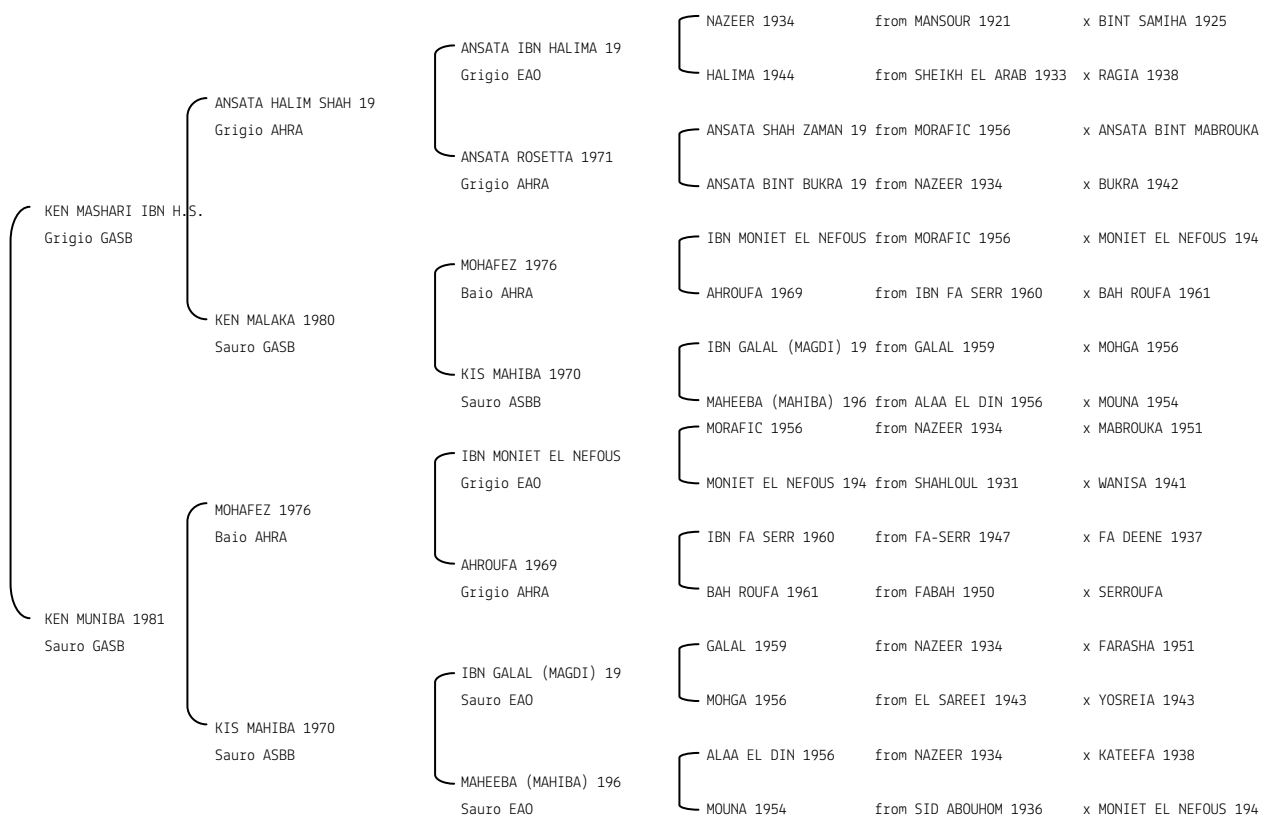 NAZEER 1934 from MANSOUR 1921 x BINT SAMIHA 1925
ANSATA IBN HALIMA 19
Grigio EAO
HALIMA 1944 from SHEIKH EL ARAB 1933 x RAGIA 1938
ANSATA HALIM SHAH 19
Grigio AHRA
ANSATA SHAH ZAMAN 19 from MORAFIC 1956 x ANSATA BINT MABROUKA
ANSATA ROSETTA 1971
Grigio AHRA
ANSATA BINT BUKRA 19 from NAZEER 1934 x BUKRA 1942
KEN MASHARI IBN H.S.
Grigio GASB
IBN MONIET EL NEFOUS from MORAFIC 1956 x MONIET EL NEFOUS 194
MOHAFEZ 1976
Baio AHRA
AHROUFA 1969 from IBN FA SERR 1960 x BAH ROUFA 1961
KEN MALAKA 1980
Sauro GASB
IBN GALAL (MAGDI) 19 from GALAL 1959 x MOHGA 1956
KIS MAHIBA 1970
Sauro ASBB
MAHEEBA (MAHIBA) 196 from ALAA EL DIN 1956 x MOUNA 1954
MORAFIC 1956 from NAZEER 1934 x MABROUKA 1951
IBN MONIET EL NEFOUS
Grigio EAO
MONIET EL NEFOUS 194 from SHAHLOUL 1931 x WANISA 1941
MOHAFEZ 1976
Baio AHRA
IBN FA SERR 1960 from FA-SERR 1947 x FA DEENE 1937
AHROUFA 1969
Grigio AHRA
BAH ROUFA 1961 from FABAH 1950 x SERROUFA
KEN MUNIBA 1981
Sauro GASB
GALAL 1959 from NAZEER 1934 x FARASHA 1951
IBN GALAL (MAGDI) 19
Sauro EAO
MOHGA 1956 from EL SAREEI 1943 x YOSREIA 1943
KIS MAHIBA 1970
Sauro ASBB
ALAA EL DIN 1956 from NAZEER 1934 x KATEEFA 1938
MAHEEBA (MAHIBA) 196
Sauro EAO
MOUNA 1954 from SID ABOUHOM 1936 x MONIET EL NEFOUS 194